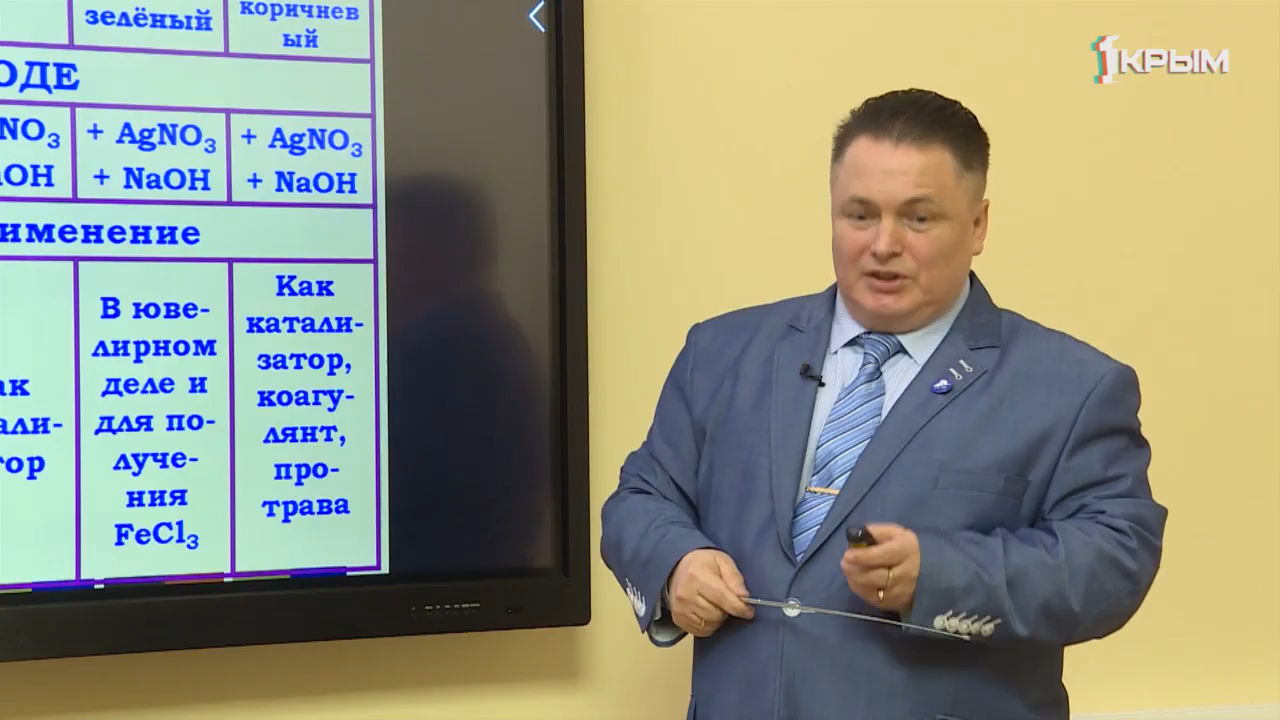 1КРЫМ
зелёный
коричнев
ый
ОДЕ
NO₃
+ AgNO₃
+ AgNO₃
aOH
+ NaOH
+ NaOH
именение
ак
али-
тор
В юве-
лирном
деле и
для по-
луче-
ния
FeCl₃
Как
катали-
затор,
коагу-
лянт,
про-
трава